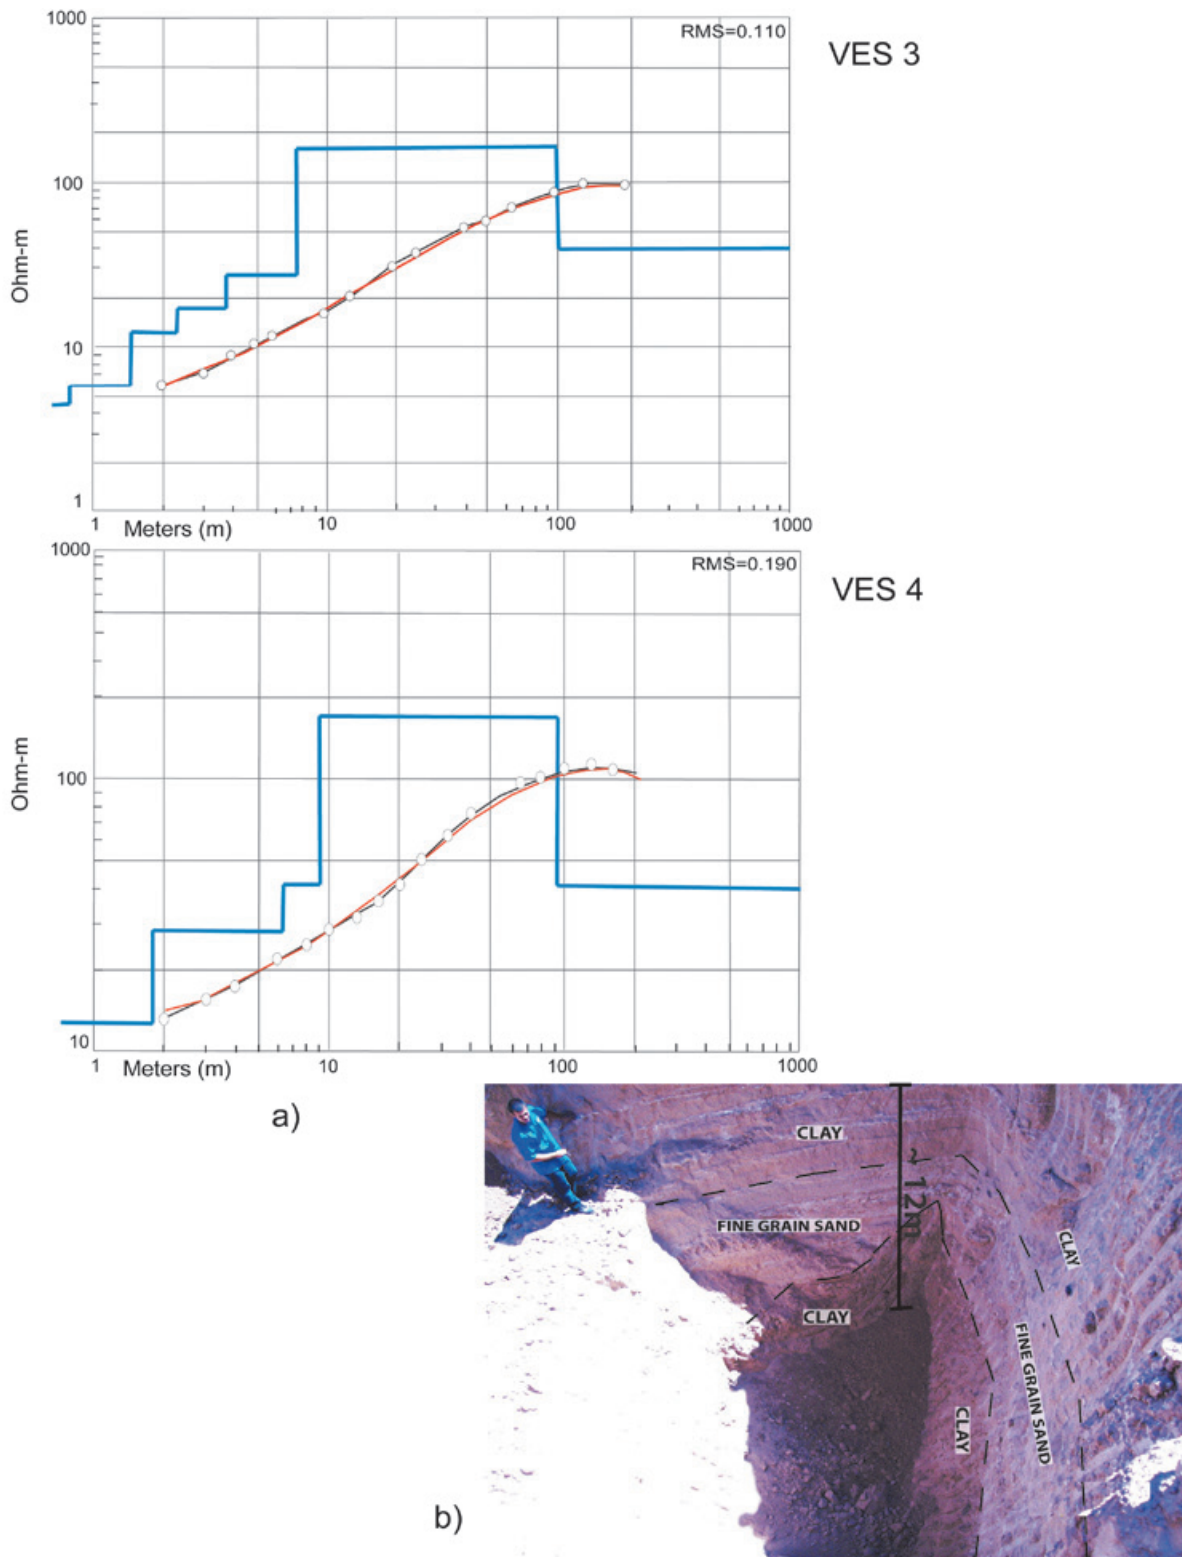 1000
RMS=0.110
VES 3
100
Ohm-m
10
1
1 Meters (m) 10 100 1000
1000
RMS=0.190
VES 4
Ohm-m
100
10
1 Meters (m) 10 100 1000
a)
CLAY
~ 12m
FINE GRAIN SAND
CLAY
CLAY
FINE GRAIN SAND
CLAY
b)